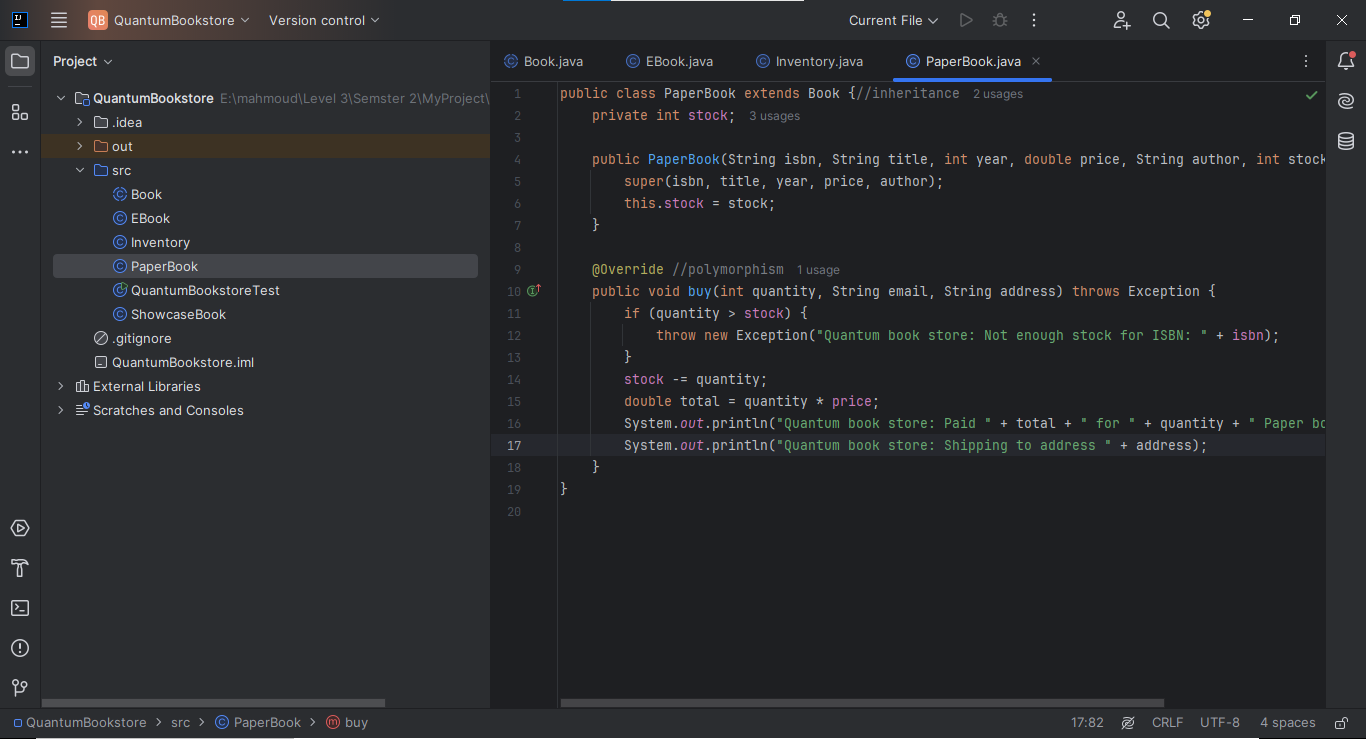 QB QuantumBookstore Version control Current File
Project
QuantumBookstore E:\mahmoud\Level 3\Semster 2\MyProject\
.idea
out
src
Book
EBook
Inventory
PaperBook
QuantumBookstoreTest
ShowcaseBook
.gitignore
QuantumBookstore.iml
External Libraries
Scratches and Consoles
Book.java EBook.java Inventory.java PaperBook.java
1 public class PaperBook extends Book {//inheritance 2 usages
2 private int stock; 3 usages
3
4 public PaperBook(String isbn, String title, int year, double price, String author, int stock
5 super(isbn, title, year, price, author);
6 this.stock = stock;
7 }
8
9 @Override //polymorphism 1 usage
10 public void buy(int quantity, String email, String address) throws Exception {
11 if (quantity > stock) {
12 throw new Exception("Quantum book store: Not enough stock for ISBN: " + isbn);
13 }
14 stock -= quantity;
15 double total = quantity * price;
16 System.out.println("Quantum book store: Paid " + total + " for " + quantity + " Paper bo
17 System.out.println("Quantum book store: Shipping to address " + address);
18 }
19 }
20
QuantumBookstore > src > PaperBook > buy 17:82 CRLF UTF-8 4 spaces